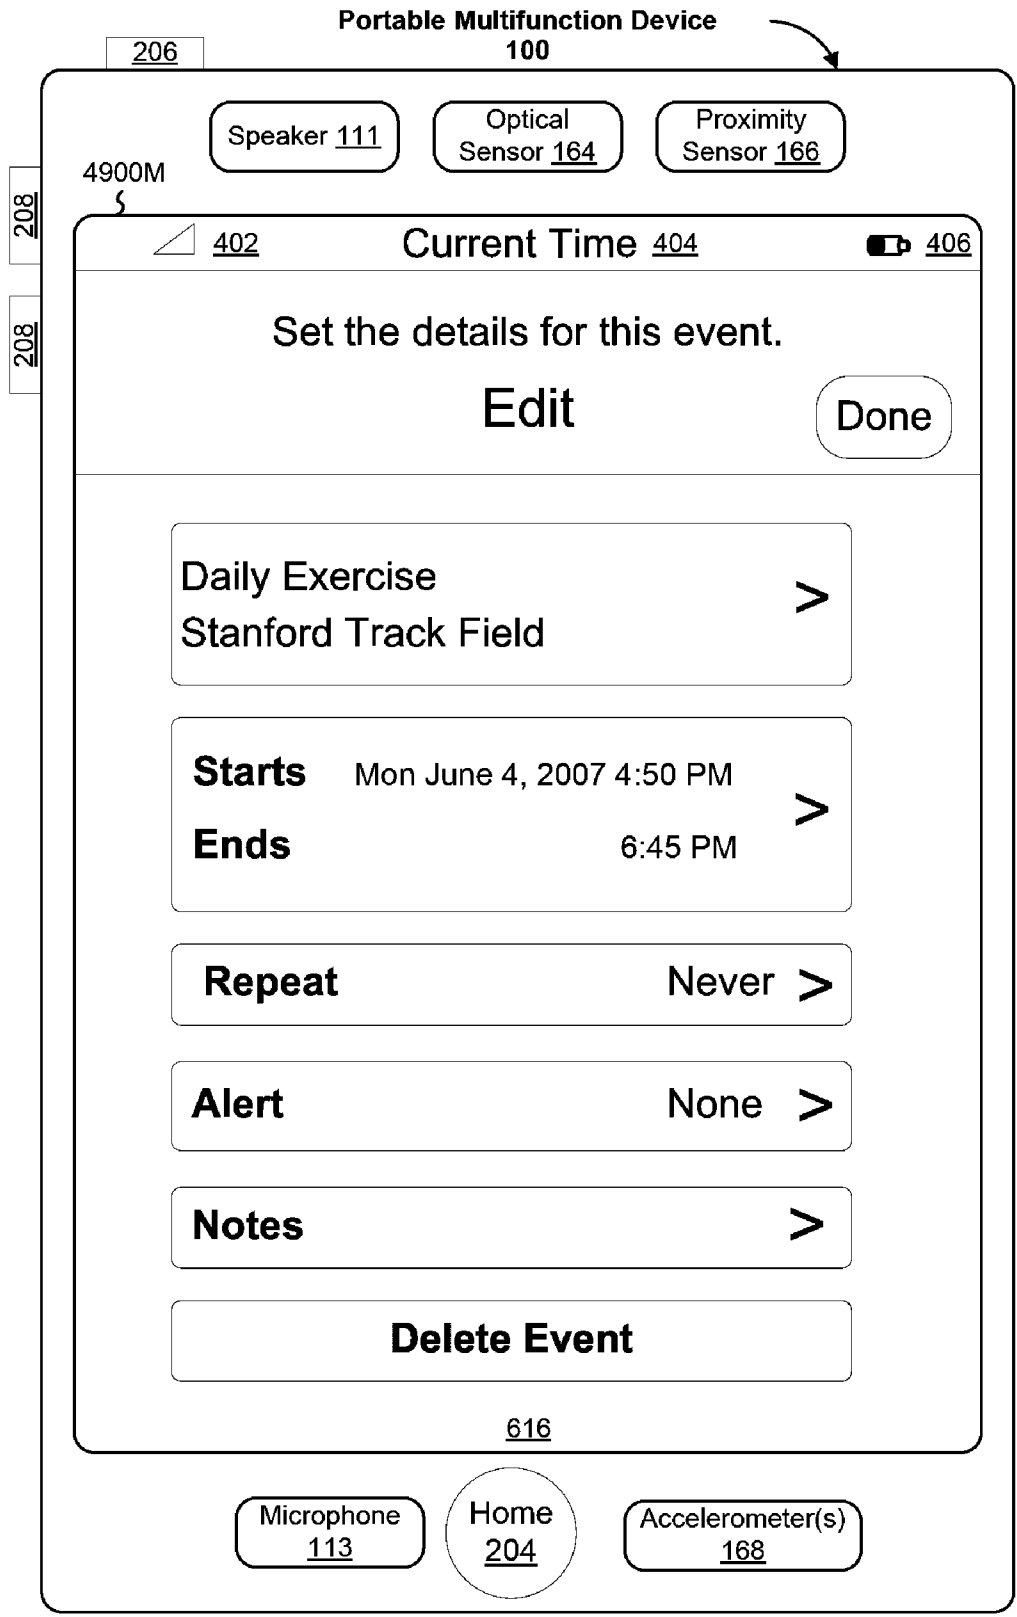 Portable Multifunction Device
100
206
Speaker 111
Optical
Sensor 164
Proximity
Sensor 166
4900M
208
208
402
Current Time 404
406
Set the details for this event.
Edit
Done
Daily Exercise
>
Stanford Track Field
Starts Mon June 4, 2007 4:50 PM
>
Ends 6:45 PM
Repeat Never >
Alert None >
Notes >
Delete Event
616
Microphone
113
Home
204
Accelerometer(s)
168